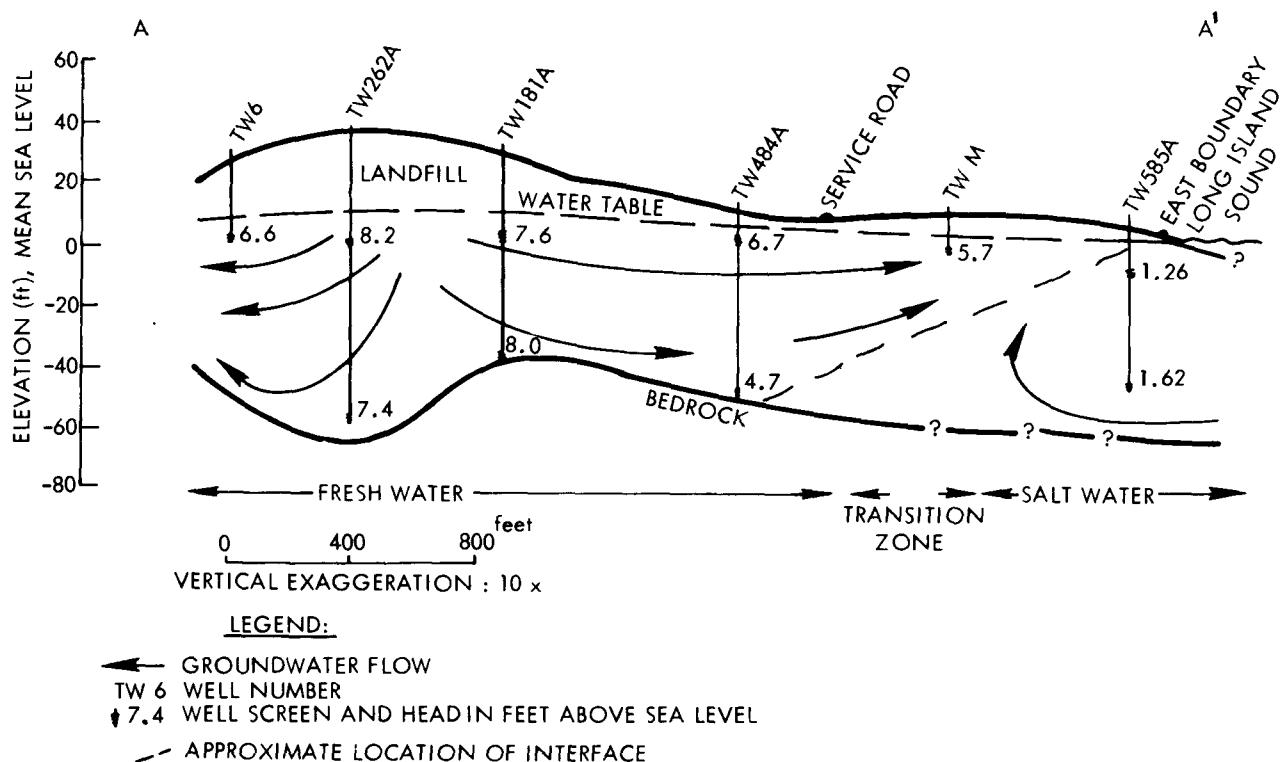 A
A'
ELEVATION (ft), MEAN SEA LEVEL
60
40
20
0
-20
-40
-60
-80
TW6
TW262A
TW181A
TW484A
SERVICE ROAD
TW M
TW585A
EAST BOUNDARY
LONG ISLAND
SOUND
LANDFILL
WATER TABLE
6.6
8.2
7.6
6.7
5.7
?
1.26
8.0
4.7
1.62
7.4
BEDROCK
? ? ?
FRESH WATER
TRANSITION
ZONE
SALT WATER
feet
0 400 800
VERTICAL EXAGGERATION : 10 x
LEGEND:
GROUNDWATER FLOW
TW 6 WELL NUMBER
7.4 WELL SCREEN AND HEAD IN FEET ABOVE SEA LEVEL
APPROXIMATE LOCATION OF INTERFACE